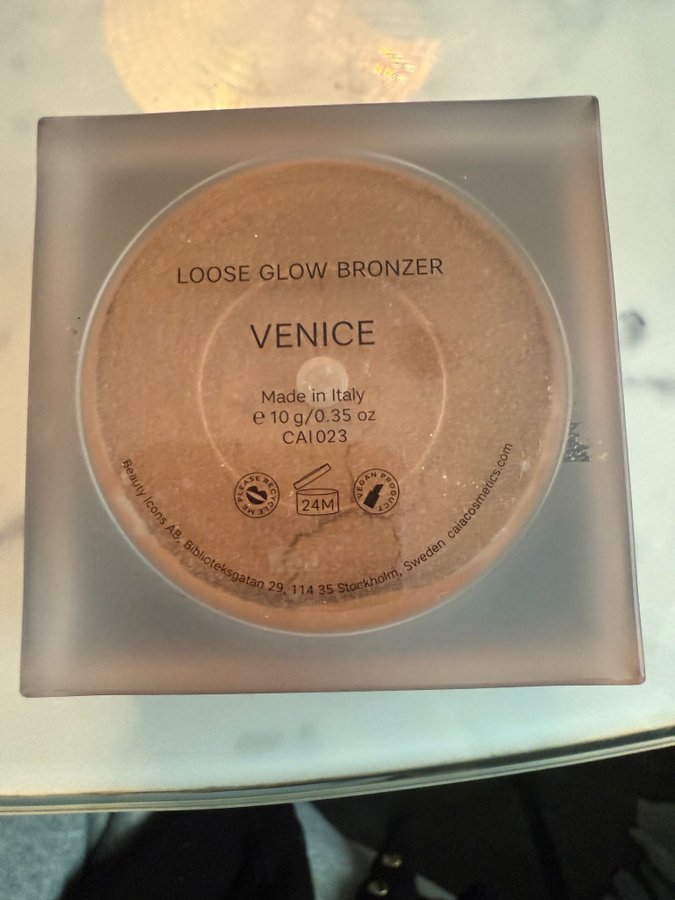 LOOSE GLOW BRONZER
VENICE
Made in Italy
℮ 10 g/0.35 oz
CAI023
PLEASE RECYCLE ME
24M
VEGAN PRODUCT
Beauty Icons AB, Biblioteksgatan 29, 114 35 Stockholm, Sweden caiacosmetics.com